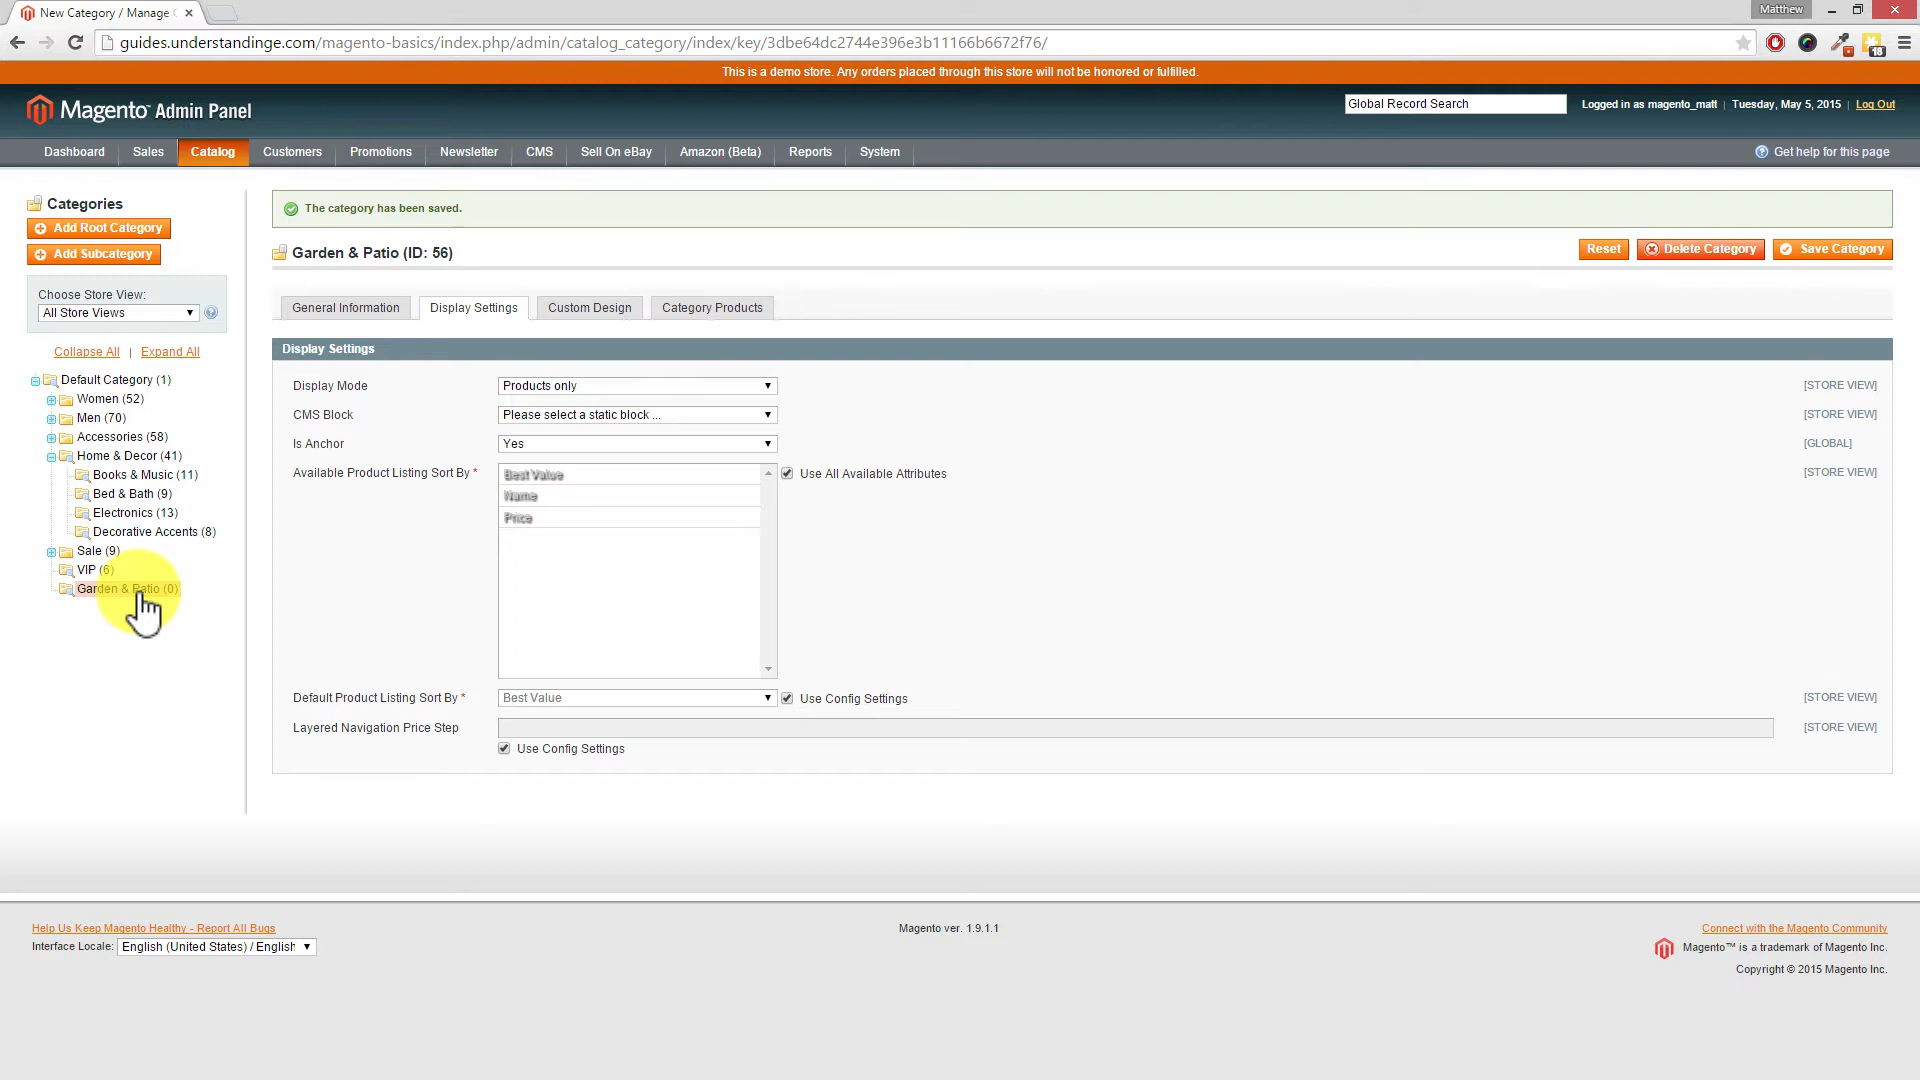 New Category / Manage C
Matthew
guides.understandinge.com/magento-basics/index.php/admin/catalog_category/index/key/3dbe64dc2744e396e3b11166b6672f76/
18
This is a demo store. Any orders placed through this store will not be honored or fulfilled.
Magento™ Admin Panel
Global Record Search
Logged in as magento_matt | Tuesday, May 5, 2015 | Log Out
Dashboard Sales Catalog Customers Promotions Newsletter CMS Sell On eBay Amazon (Beta) Reports System
Get help for this page
Categories
Add Root Category
Add Subcategory
Choose Store View:
All Store Views
Collapse All | Expand All
Default Category (1)
Women (52)
Men (70)
Accessories (58)
Home & Decor (41)
Books & Music (11)
Bed & Bath (9)
Electronics (13)
Decorative Accents (8)
Sale (9)
VIP (6)
Garden & Patio (0)
The category has been saved.
Garden & Patio (ID: 56)
Reset Delete Category Save Category
General Information Display Settings Custom Design Category Products
Display Settings
Display Mode Products only [STORE VIEW]
CMS Block Please select a static block ... [STORE VIEW]
Is Anchor Yes [GLOBAL]
Available Product Listing Sort By * Best Value Use All Available Attributes [STORE VIEW]
Name
Price
Default Product Listing Sort By * Best Value Use Config Settings [STORE VIEW]
Layered Navigation Price Step [STORE VIEW]
Use Config Settings
Help Us Keep Magento Healthy - Report All Bugs
Interface Locale: English (United States) / English
Magento ver. 1.9.1.1
Connect with the Magento Community
Magento™ is a trademark of Magento Inc.
Copyright © 2015 Magento Inc.